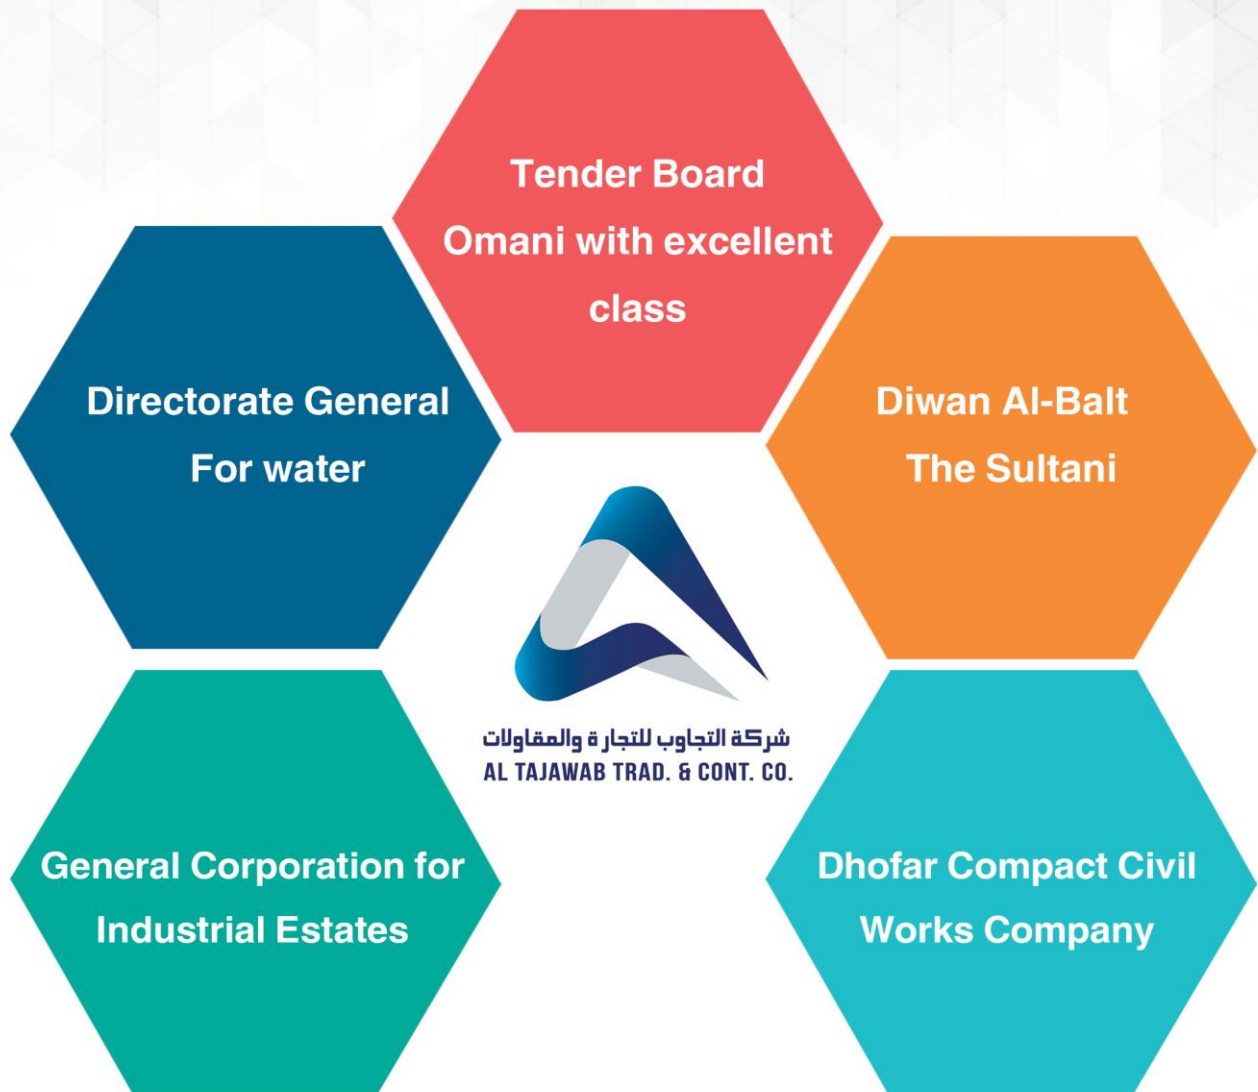 Tender Board
Omani with excellent
class
Directorate General
For water
Diwan Al-Balt
The Sultani
شركة التجاوب للتجارة والمقاولات
AL TAJAWAB TRAD. & CONT. CO.
General Corporation for
Industrial Estates
Dhofar Compact Civil
Works Company